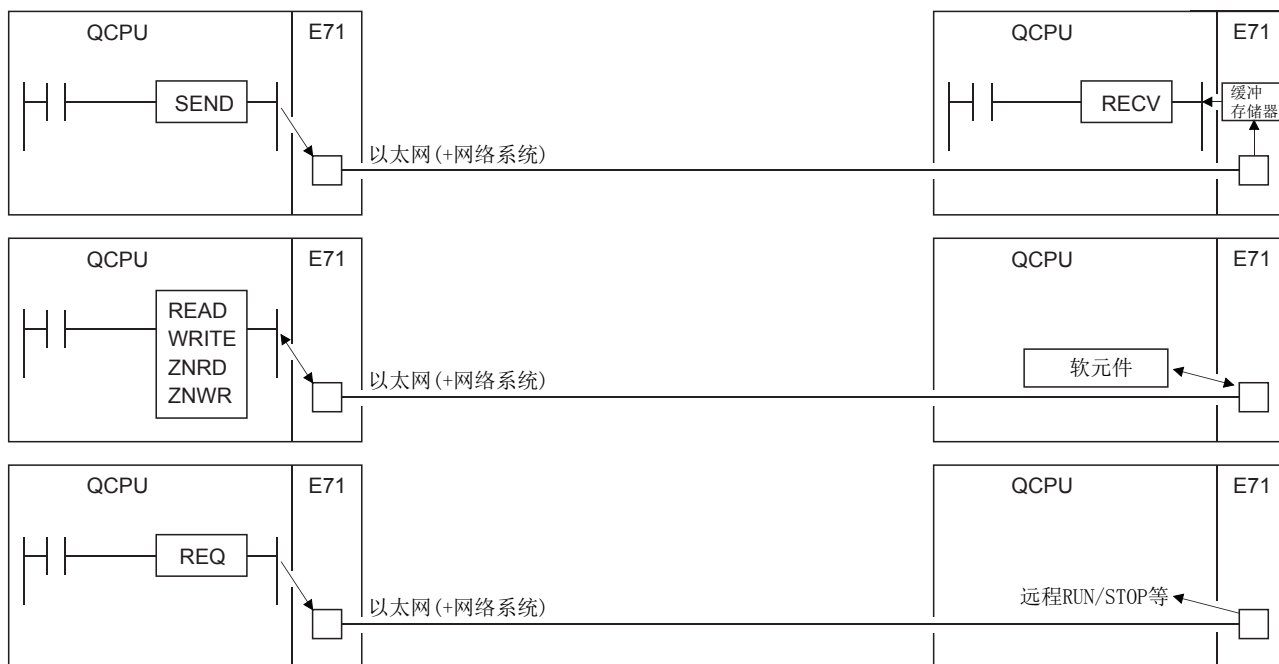 QCPU
E71
QCPU
E71
SEND
RECV
缓冲
存储器
以太网(+网络系统)
QCPU
E71
QCPU
E71
READ
WRITE
ZNRD
ZNWR
软元件
以太网(+网络系统)
QCPU
E71
QCPU
E71
REQ
以太网(+网络系统)
远程RUN/STOP等